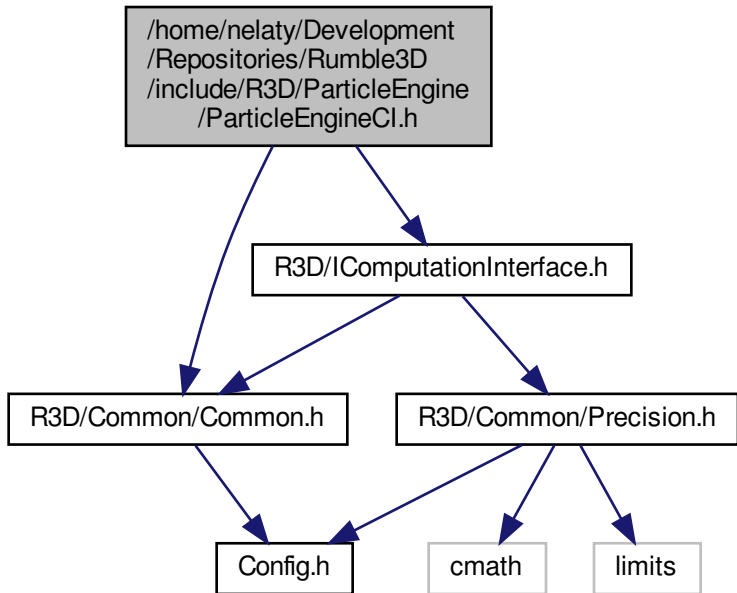 /home/nelaty/Development
/Repositories/Rumble3D
/include/R3D/ParticleEngine
/ParticleEngineCI.h
R3D/IComputationInterface.h
R3D/Common/Common.h
R3D/Common/Precision.h
Config.h
cmath
limits